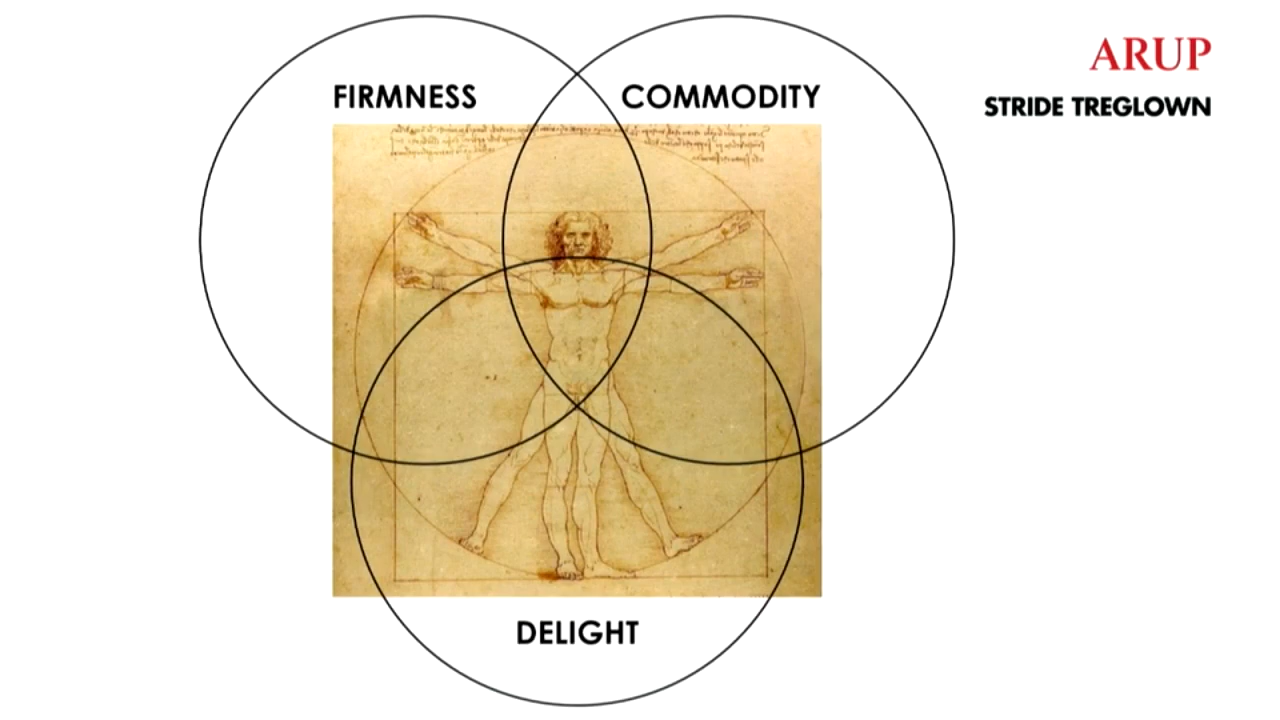 FIRMNESS
COMMODITY
ARUP
STRIDE TREGLOWN
DELIGHT